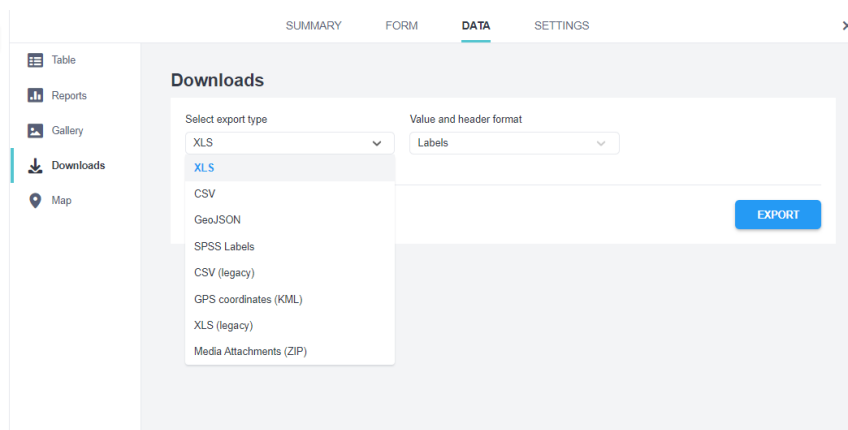 SUMMARY FORM DATA SETTINGS
Table
Reports
Gallery
Downloads
Map
Downloads
Select export type Value and header format
XLS Labels
XLS
CSV
GeoJSON
SPSS Labels
CSV (legacy)
GPS coordinates (KML)
XLS (legacy)
Media Attachments (ZIP)
EXPORT